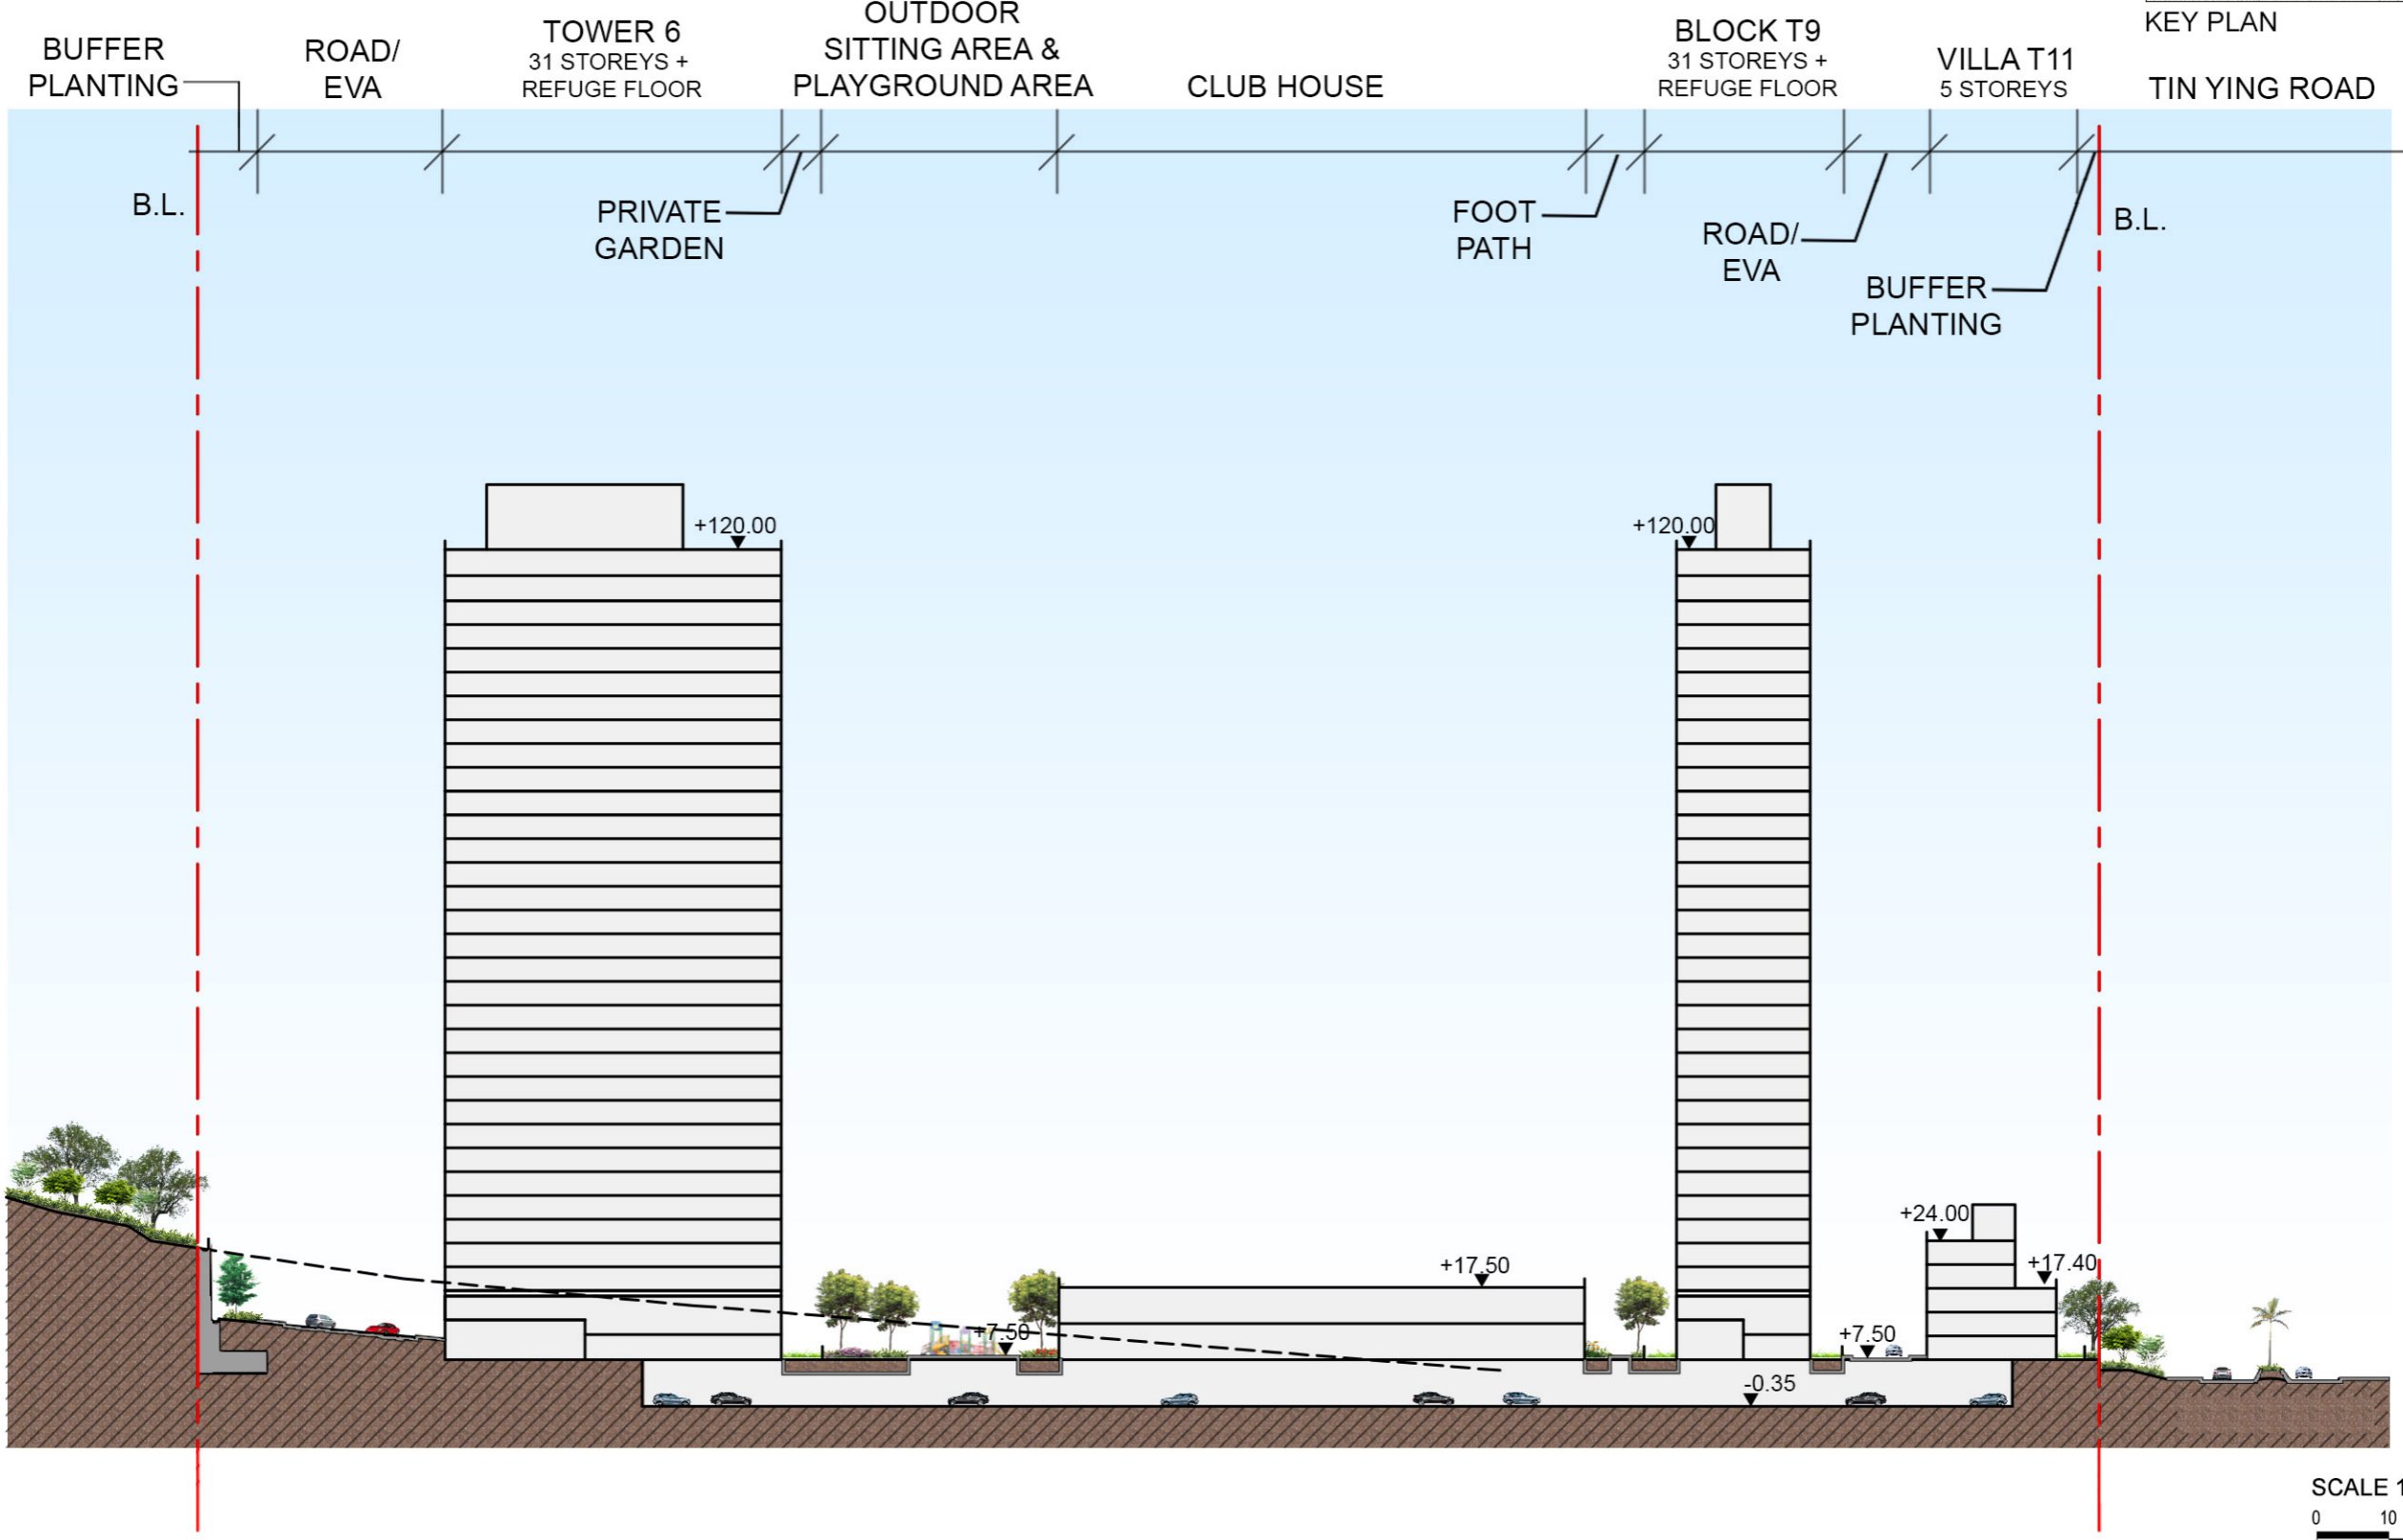 KEY PLAN
BUFFER
PLANTING
ROAD/
EVA
TOWER 6
31 STOREYS +
REFUGE FLOOR
OUTDOOR
SITTING AREA &
PLAYGROUND AREA
CLUB HOUSE
BLOCK T9
31 STOREYS +
REFUGE FLOOR
VILLA T11
5 STOREYS
TIN YING ROAD
B.L.
PRIVATE
GARDEN
FOOT
PATH
ROAD/
EVA
BUFFER
PLANTING
B.L.
+120.00
+120.00
+24.00
+17.50
+17.40
+7.50
+7.50
-0.35
SCALE 1
0 10